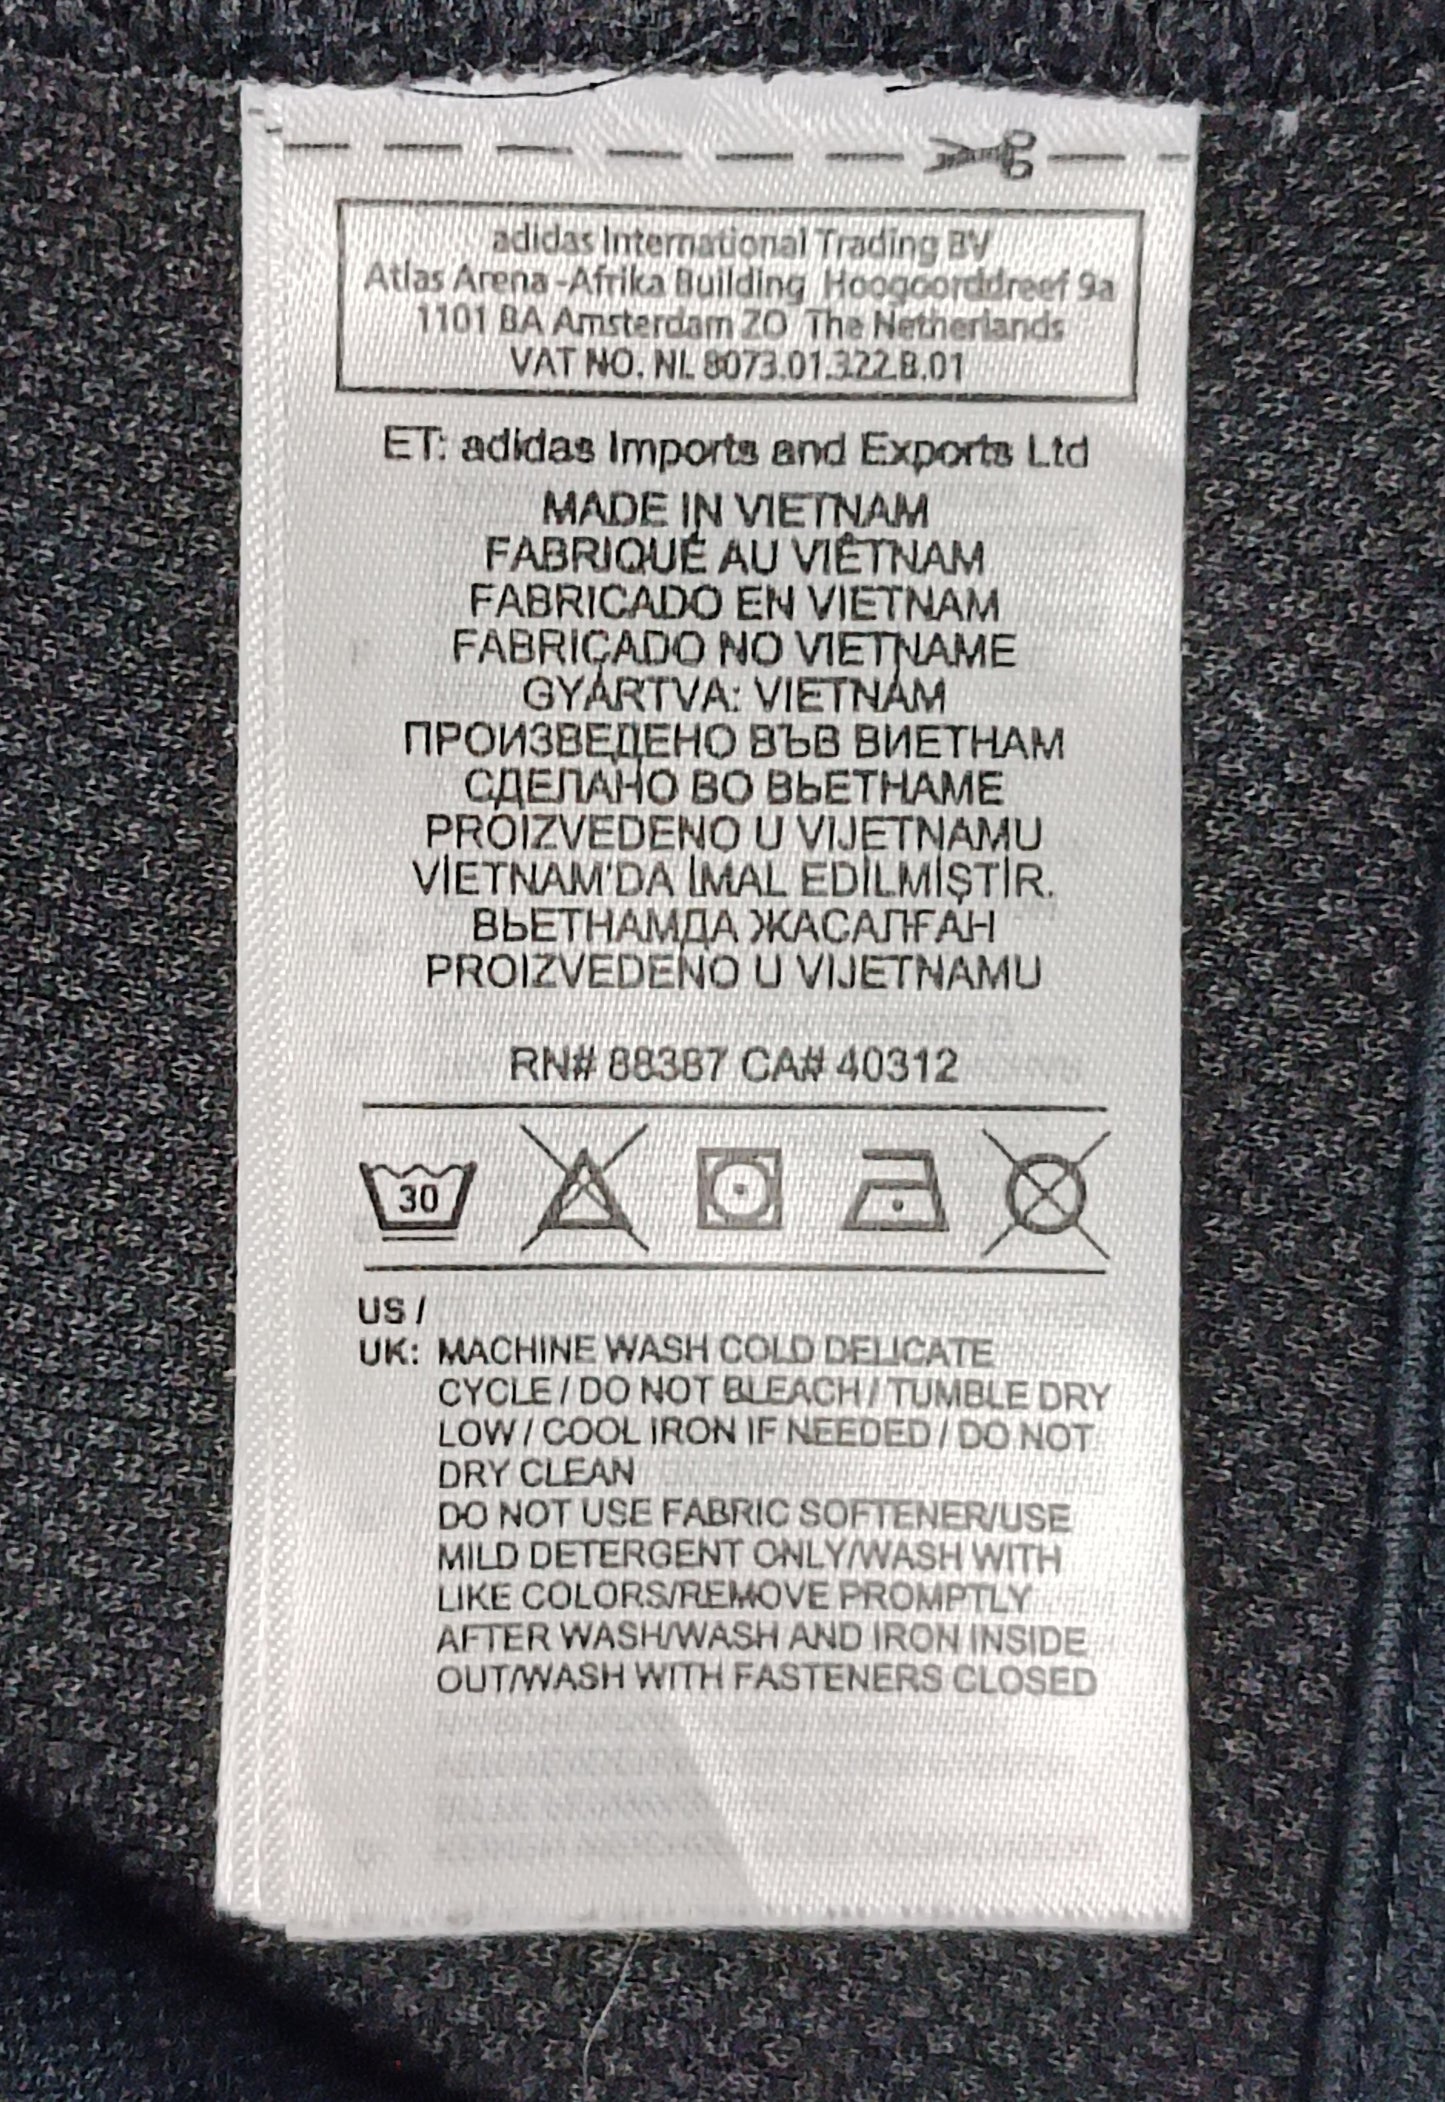 adidas International Trading BV
Atlas Arena -Afrika Building Hoogoorddreef 9a
1101 BA Amsterdam ZO The Netherlands
VAT NO. NL 8073.01.322.B.01
ET: adidas Imports and Exports Ltd
MADE IN VIETNAM
FABRIQUÉ AU VIÊTNAM
FABRICADO EN VIETNAM
FABRICADO NO VIETNAME
GYÁRTVA: VIETNÁM
ПРОИЗВЕДЕНО ВЪВ ВИЕТНАМ
СДЕЛАНО ВО ВЬЕТНАМЕ
PROIZVEDENO U VIJETNAMU
VİETNAM'DA İMAL EDİLMİŞTİR.
ВЬЕТНАМДА ЖАСАЛҒАН
PROIZVEDENO U VIJETNAMU
RN# 88387 CA# 40312
30
US /
UK: MACHINE WASH COLD DELICATE
CYCLE / DO NOT BLEACH / TUMBLE DRY
LOW / COOL IRON IF NEEDED / DO NOT
DRY CLEAN
DO NOT USE FABRIC SOFTENER/USE
MILD DETERGENT ONLY/WASH WITH
LIKE COLORS/REMOVE PROMPTLY
AFTER WASH/WASH AND IRON INSIDE
OUT/WASH WITH FASTENERS CLOSED